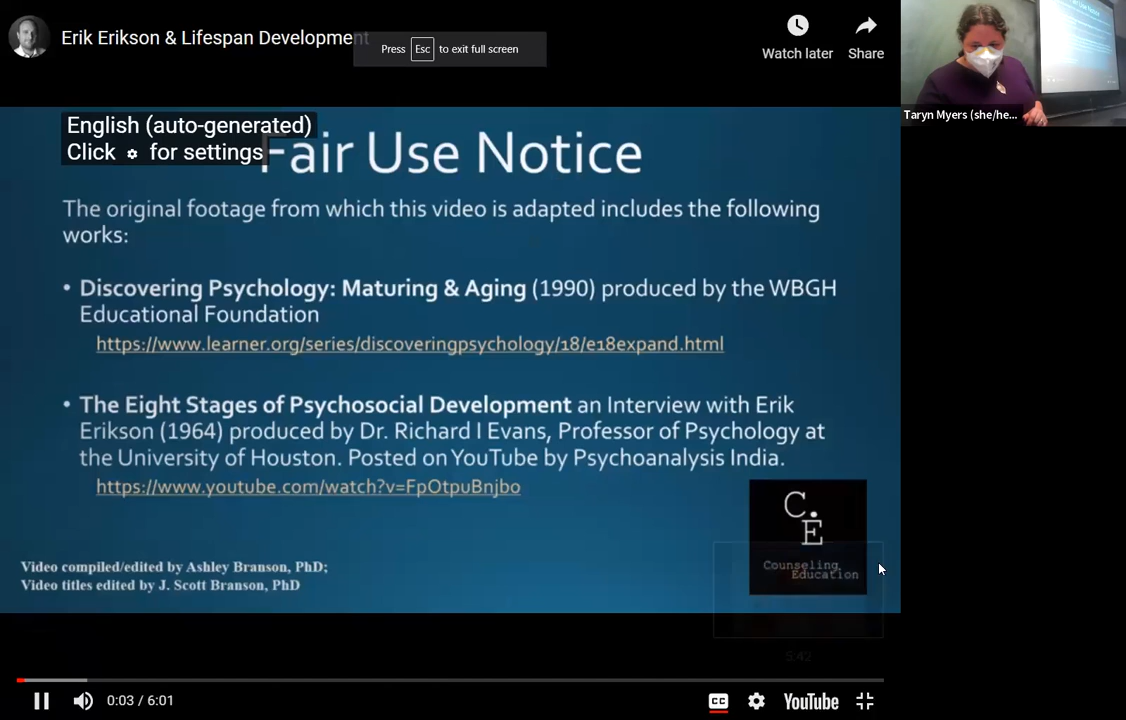 Erik Erikson & Lifespan Development
Press Esc to exit full screen
Watch later
Share
Taryn Myers (she/he...
English (auto-generated)
Click for settings
Fair Use Notice
The original footage from which this video is adapted includes the following
works:
• Discovering Psychology: Maturing & Aging (1990) produced by the WBGH
Educational Foundation
https://www.learner.org/series/discoveringpsychology/18/e18expand.html
• The Eight Stages of Psychosocial Development an Interview with Erik
Erikson (1964) produced by Dr. Richard I Evans, Professor of Psychology at
the University of Houston. Posted on YouTube by Psychoanalysis India.
https://www.youtube.com/watch?v=FpOtpuBnjbo
C.
E
Counseling
Education
Video compiled/edited by Ashley Branson, PhD;
Video titles edited by J. Scott Branson, PhD
5:42
0:03 / 6:01
CC
YouTube